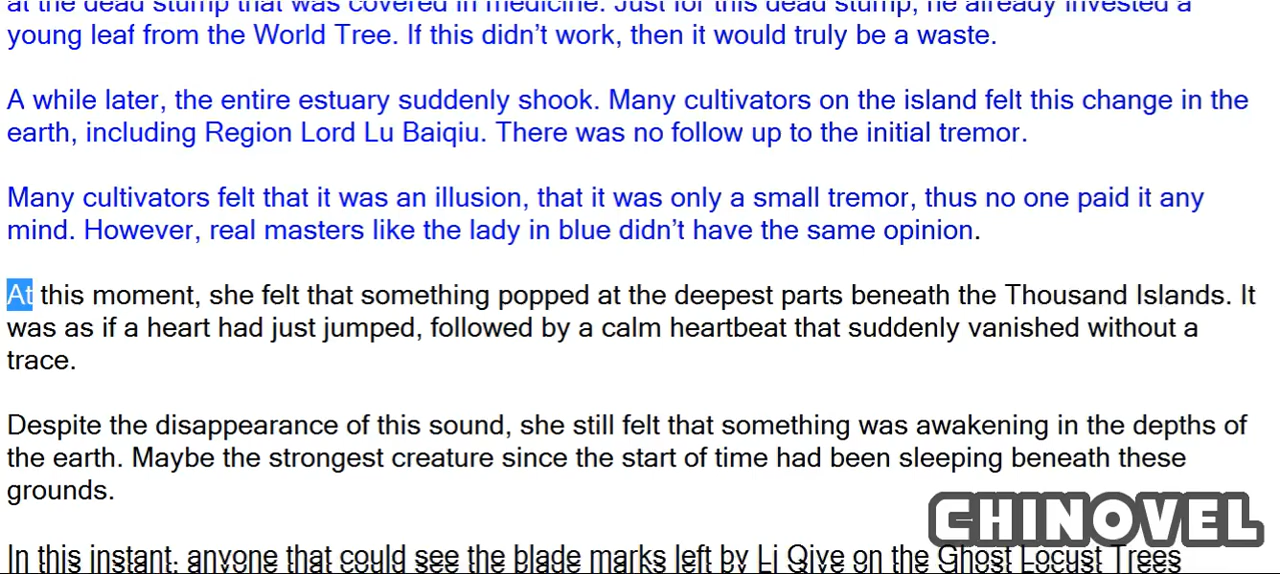 at the dead stump that was covered in medicine. Just for this dead stump, he already invested a
young leaf from the World Tree. If this didn’t work, then it would truly be a waste.
A while later, the entire estuary suddenly shook. Many cultivators on the island felt this change in the
earth, including Region Lord Lu Baiqiu. There was no follow up to the initial tremor.
Many cultivators felt that it was an illusion, that it was only a small tremor, thus no one paid it any
mind. However, real masters like the lady in blue didn’t have the same opinion.
At this moment, she felt that something popped at the deepest parts beneath the Thousand Islands. It
was as if a heart had just jumped, followed by a calm heartbeat that suddenly vanished without a
trace.
Despite the disappearance of this sound, she still felt that something was awakening in the depths of
the earth. Maybe the strongest creature since the start of time had been sleeping beneath these
grounds.
CHINOVEL
In this instant, anyone that could see the blade marks left by Li Qiye on the Ghost Locust Trees